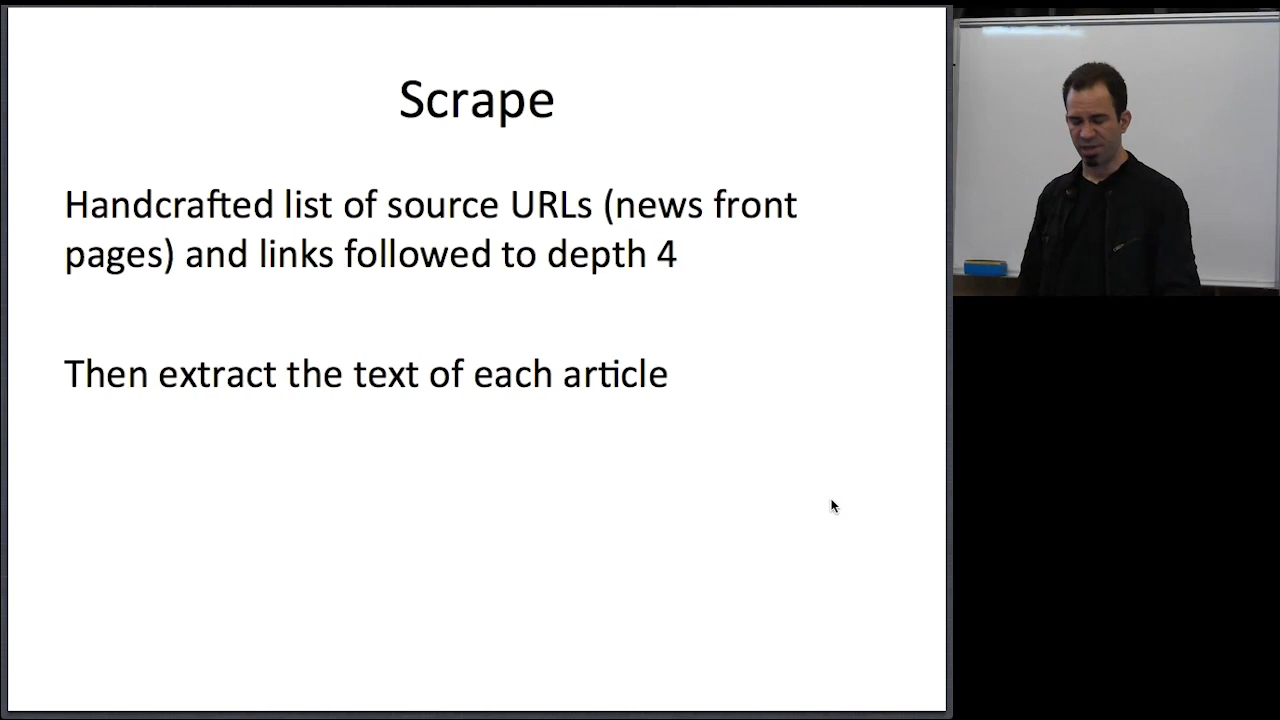 Scrape
Handcrafted list of source URLs (news front
pages) and links followed to depth 4
Then extract the text of each article